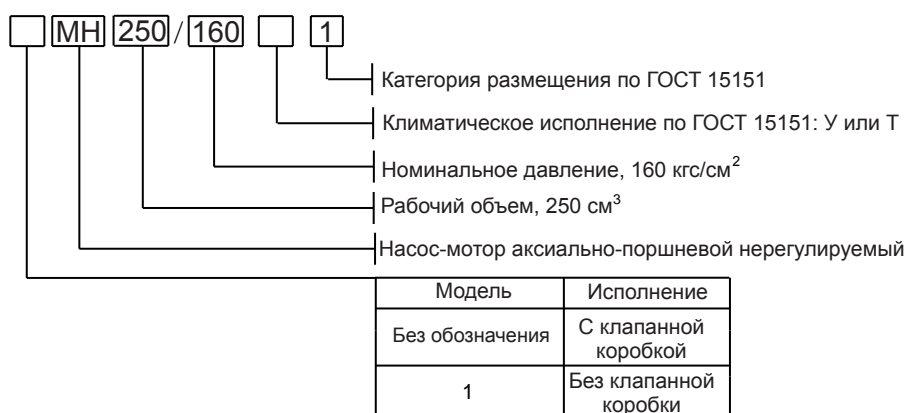 МН 250 / 160 1
Категория размещения по ГОСТ 15151
Климатическое исполнение по ГОСТ 15151: У или Т
Номинальное давление, 160 кгс/см²
Рабочий объем, 250 см³
Насос-мотор аксиально-поршневой нерегулируемый
Модель Исполнение
Без обозначения С клапанной
коробкой
1 Без клапанной
коробки